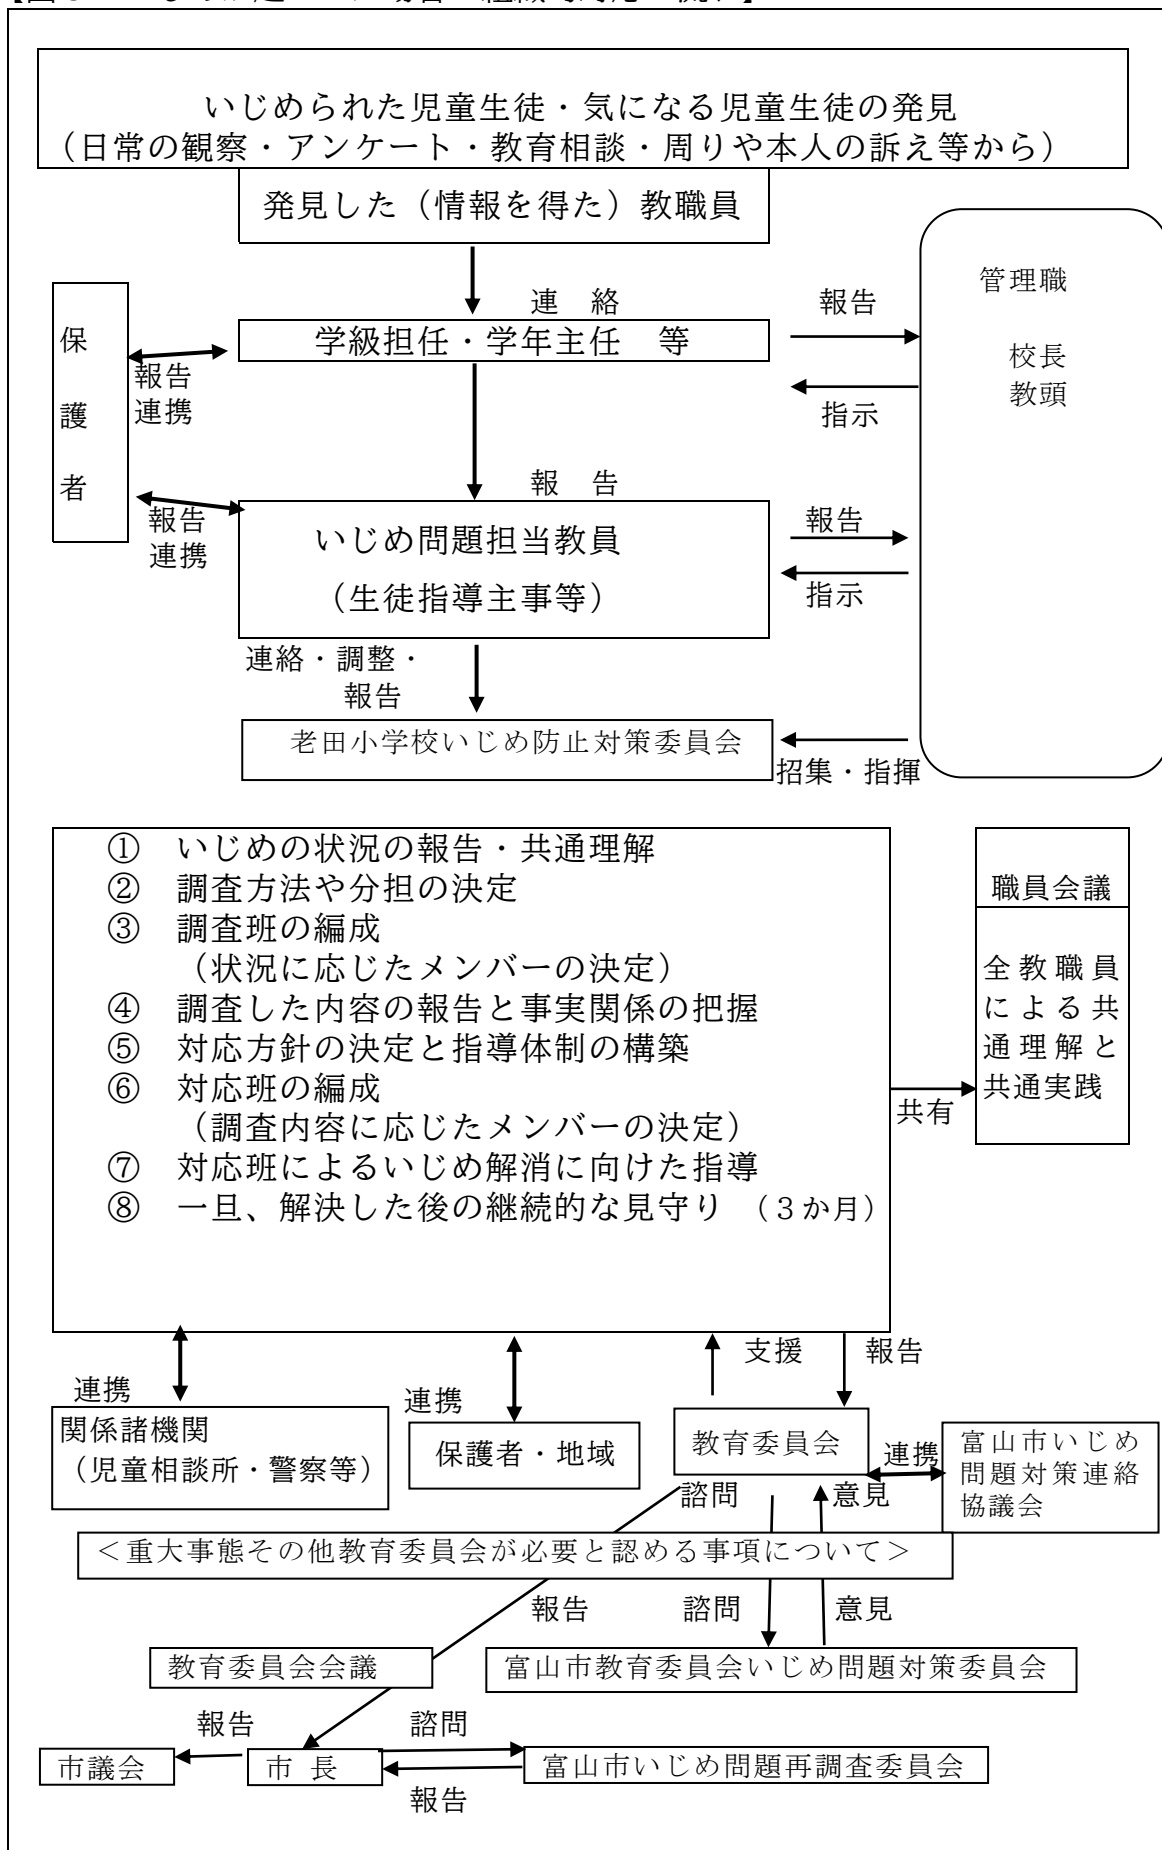 いじめられた児童生徒・気になる児童生徒の発見
（日常の観察・アンケート・教育相談・周りや本人の訴え等から）
発見した（情報を得た）教職員
管理職
校長
教頭
連　絡
報告
保護者
学級担任・学年主任　等
報告
連携
指示
報　告
報告
連携
いじめ問題担当教員
（生徒指導主事等）
報告
指示
連絡・調整・
報告
老田小学校いじめ防止対策委員会
招集・指揮
①　いじめの状況の報告・共通理解
②　調査方法や分担の決定
③　調査班の編成
（状況に応じたメンバーの決定）
④　調査した内容の報告と事実関係の把握
⑤　対応方針の決定と指導体制の構築
⑥　対応班の編成
（調査内容に応じたメンバーの決定）
⑦　対応班によるいじめ解消に向けた指導
⑧　一旦、解決した後の継続的な見守り　（３か月）
職員会議
全教職員
による共
通理解と
共通実践
共有
支援
報告
連携
連携
関係諸機関
（児童相談所・警察等）
保護者・地域
教育委員会
連携
富山市いじめ
問題対策連絡
協議会
諮問
意見
＜重大事態その他教育委員会が必要と認める事項について＞
報告
諮問
意見
教育委員会会議
富山市教育委員会いじめ問題対策委員会
報告
諮問
市議会
市 長
富山市いじめ問題再調査委員会
報告